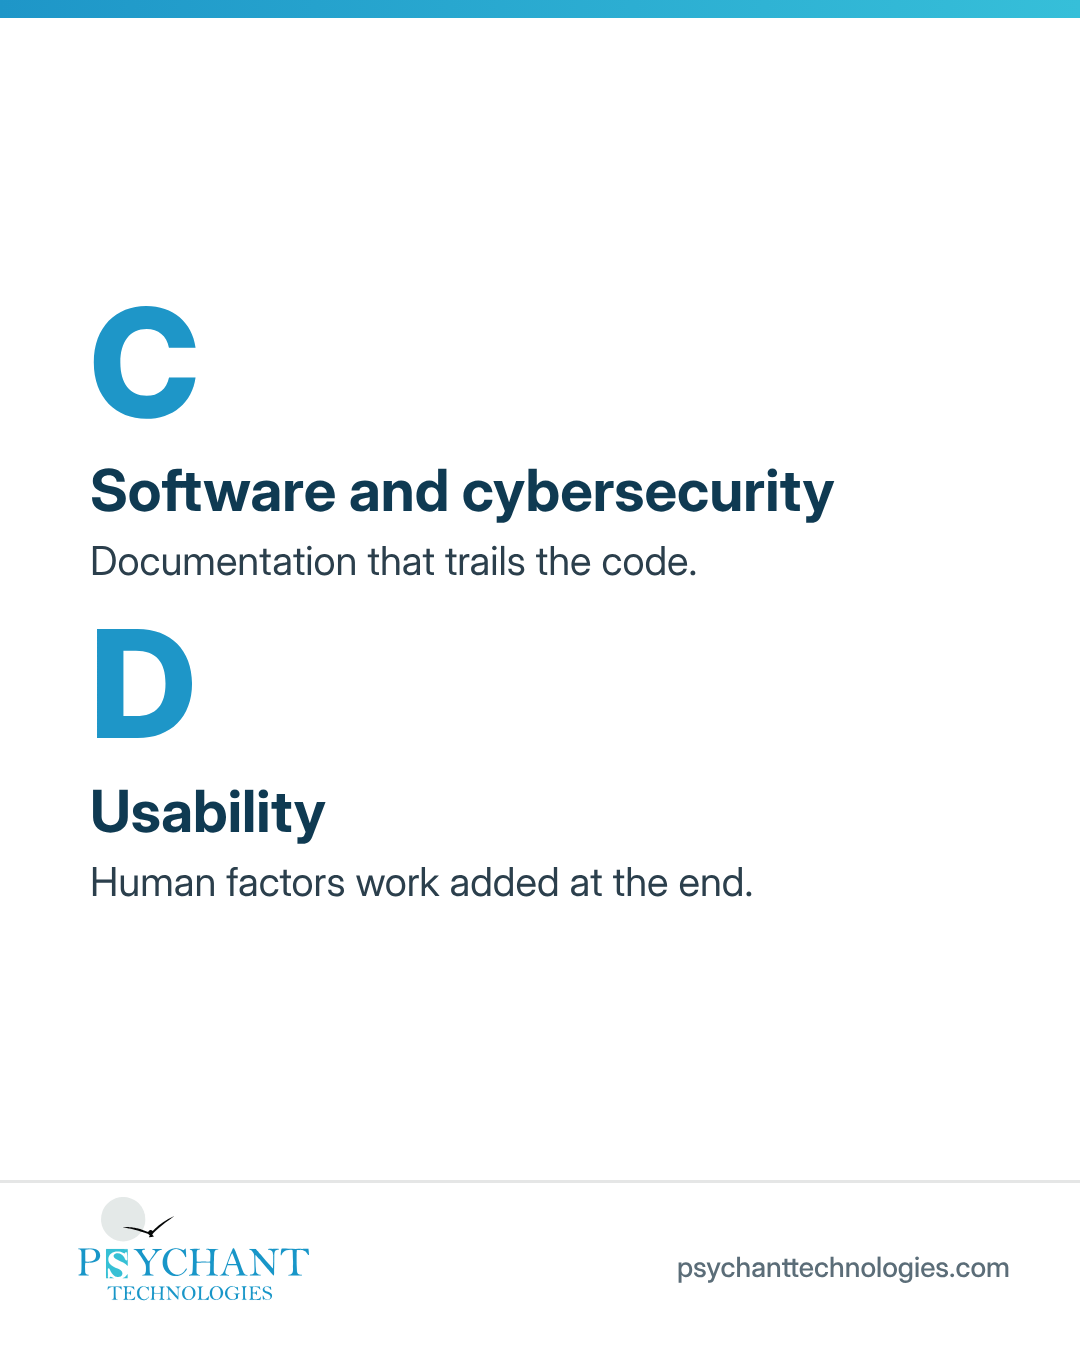 C
Software and cybersecurity
Documentation that trails the code.
D
Usability
Human factors work added at the end.
PSYCHANT
TECHNOLOGIES
psychanttechnologies.com